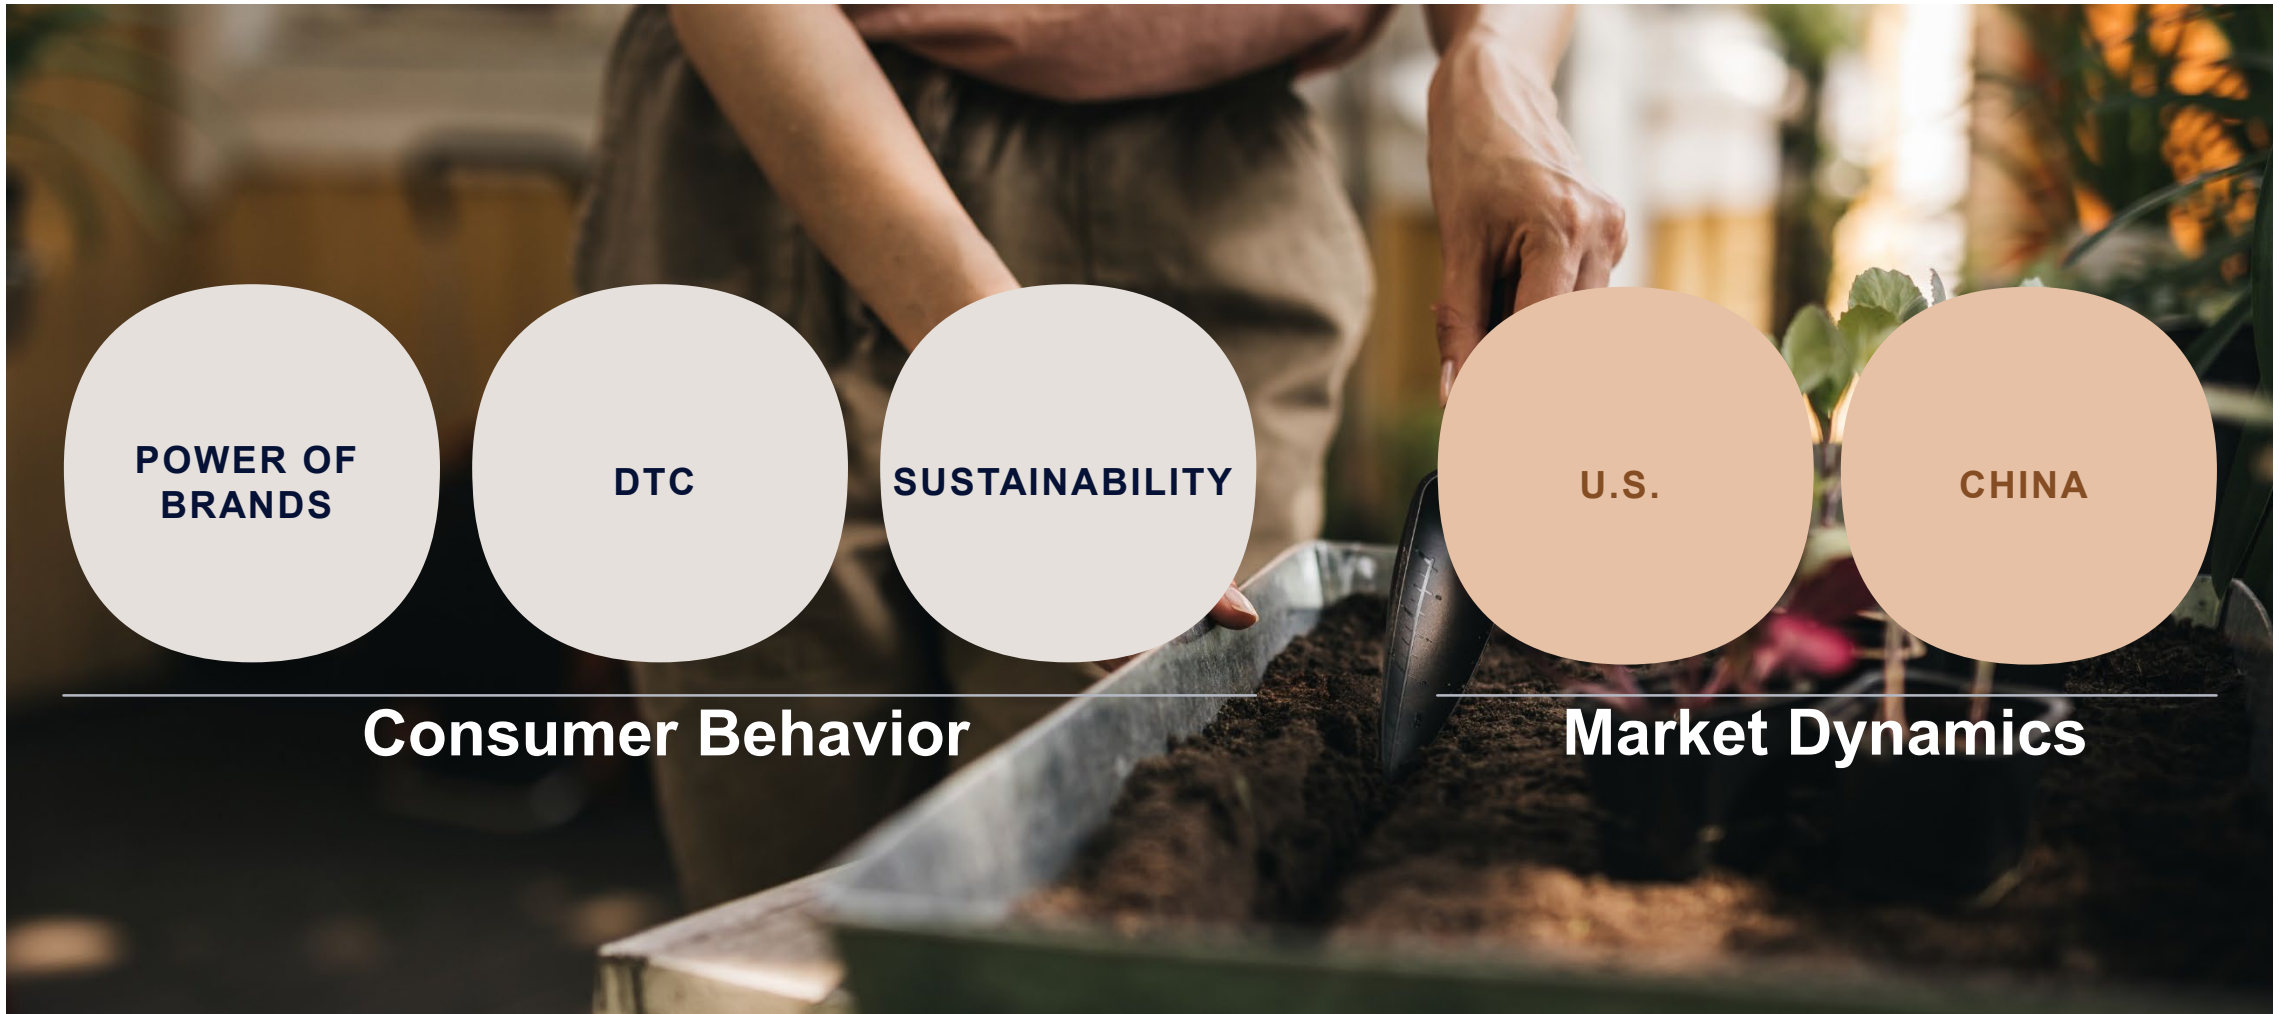 POWER OF
BRANDS
DTC
SUSTAINABILITY
U.S.
CHINA
Consumer Behavior
Market Dynamics